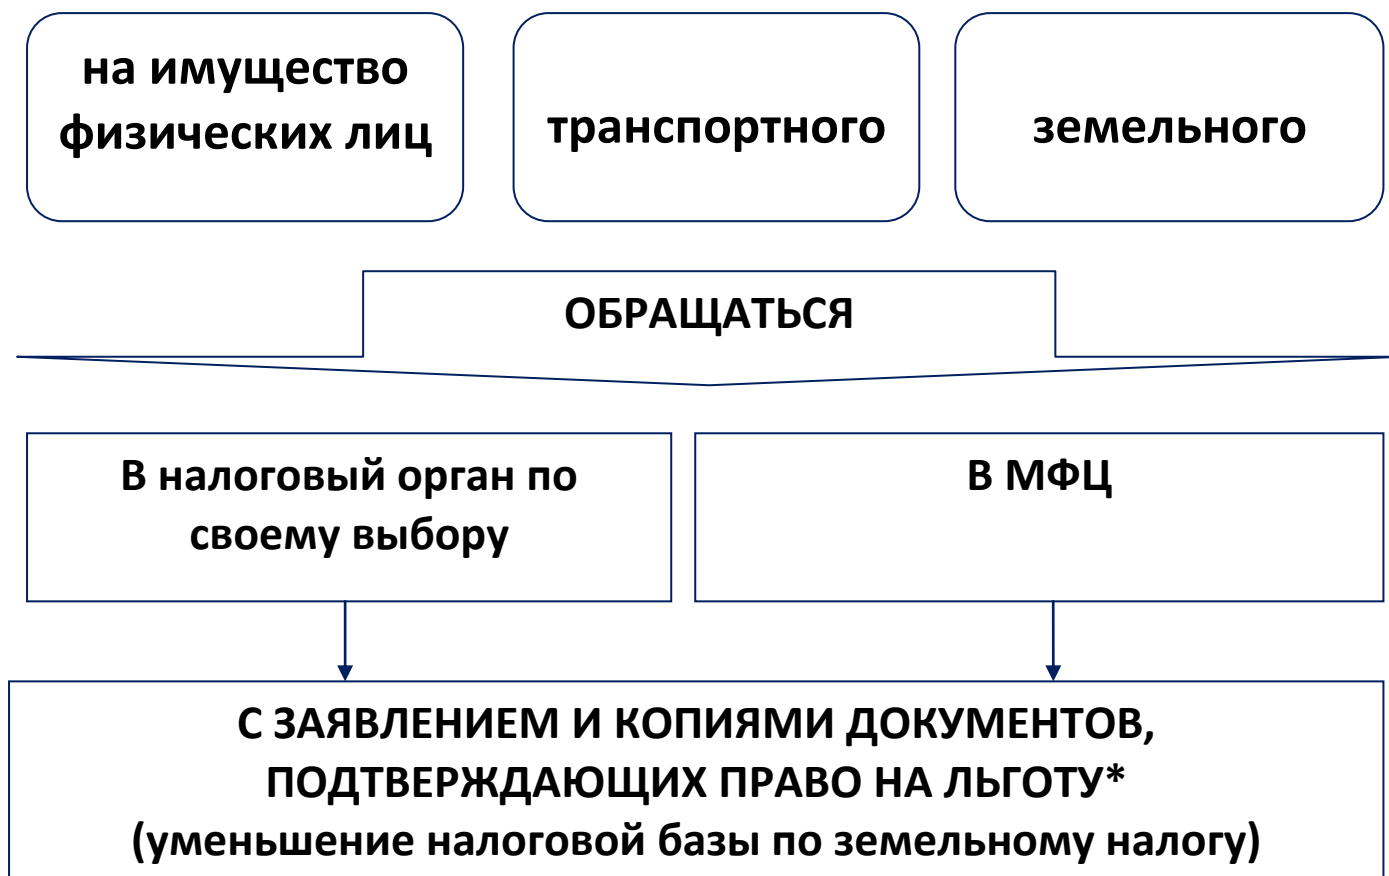 на имущество
физических лиц
транспортного
земельного
ОБРАЩАТЬСЯ
В налоговый орган по
своему выбору
В МФЦ
С ЗАЯВЛЕНИЕМ И КОПИЯМИ ДОКУМЕНТОВ,
ПОДТВЕРЖДАЮЩИХ ПРАВО НА ЛЬГОТУ*
(уменьшение налоговой базы по земельному налогу)